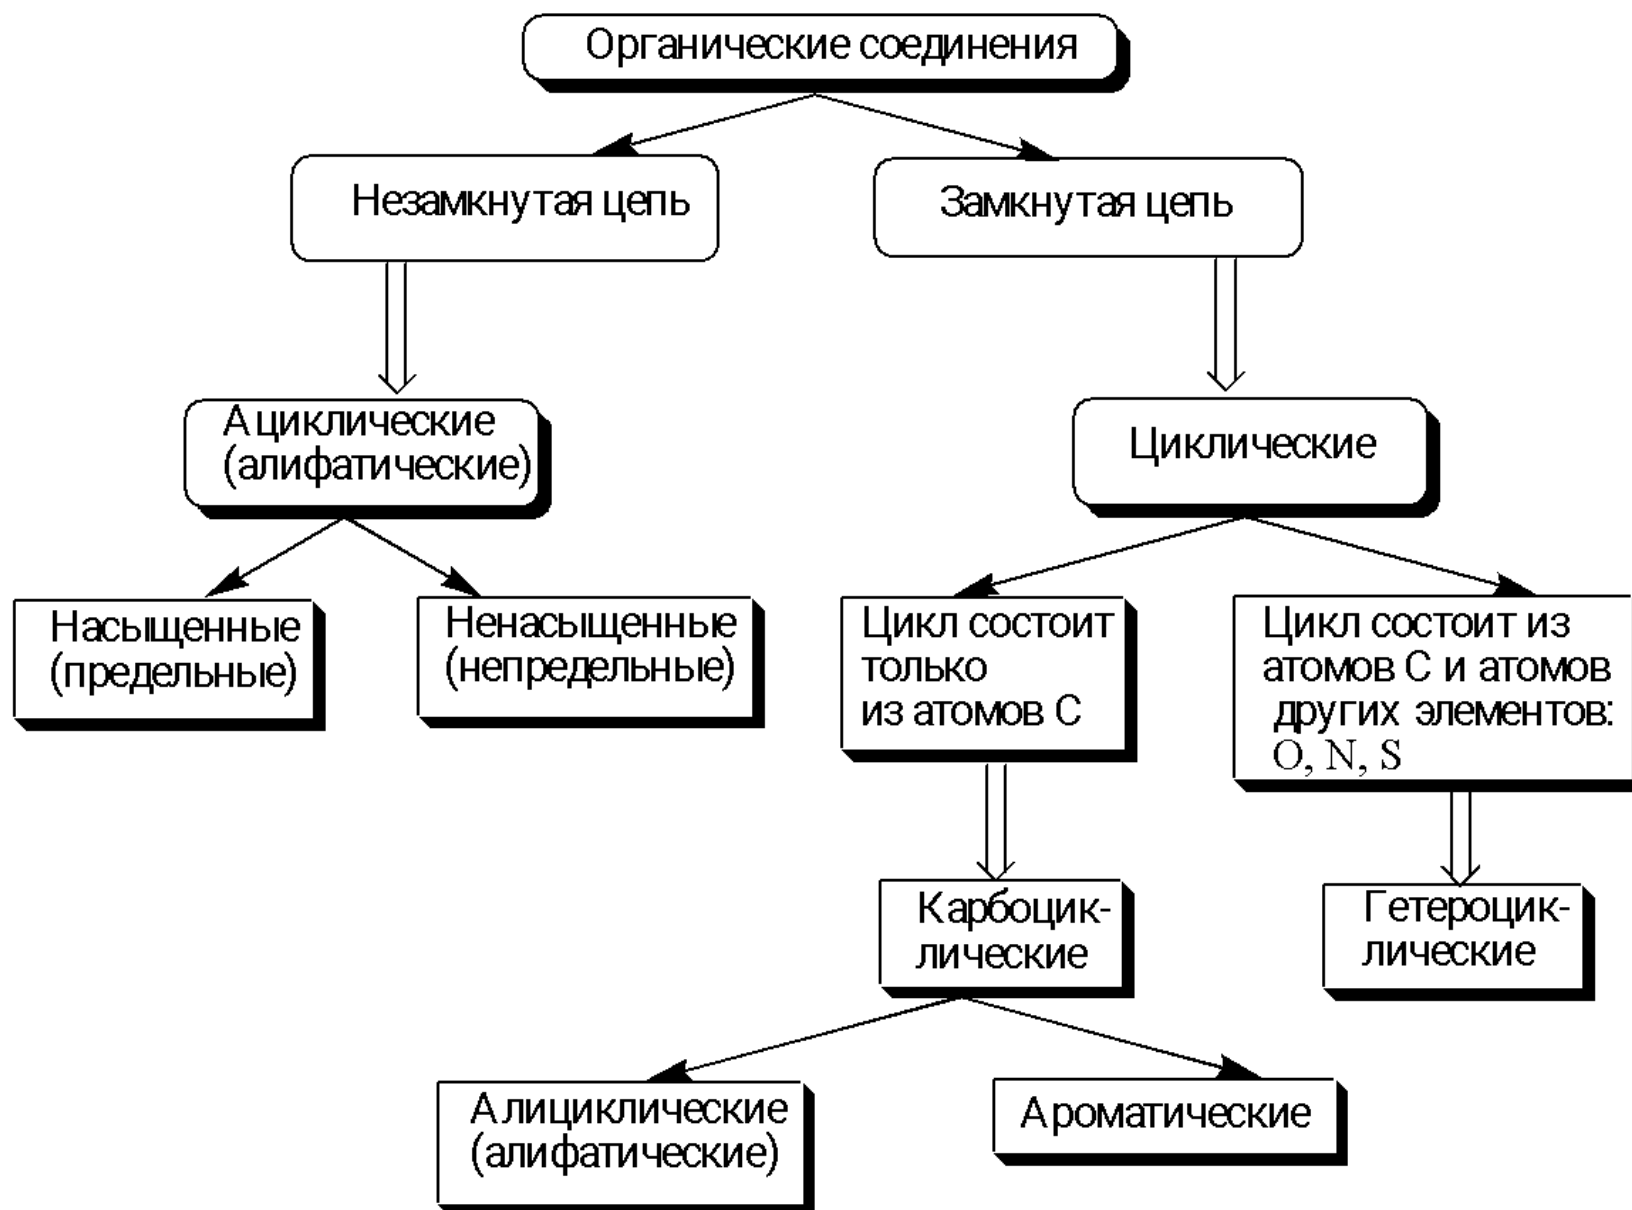 Органические соединения
Незамкнутая цепь
Замкнутая цепь
Ациклические
(алифатические)
Циклические
Насыщенные
(предельные)
Ненасыщенные
(непредельные)
Цикл состоит
только
из атомов С
Цикл состоит из
атомов С и атомов
других элементов:
O, N, S
Карбоцик-
лические
Гетероцик-
лические
Алициклические
(алифатические)
Ароматические